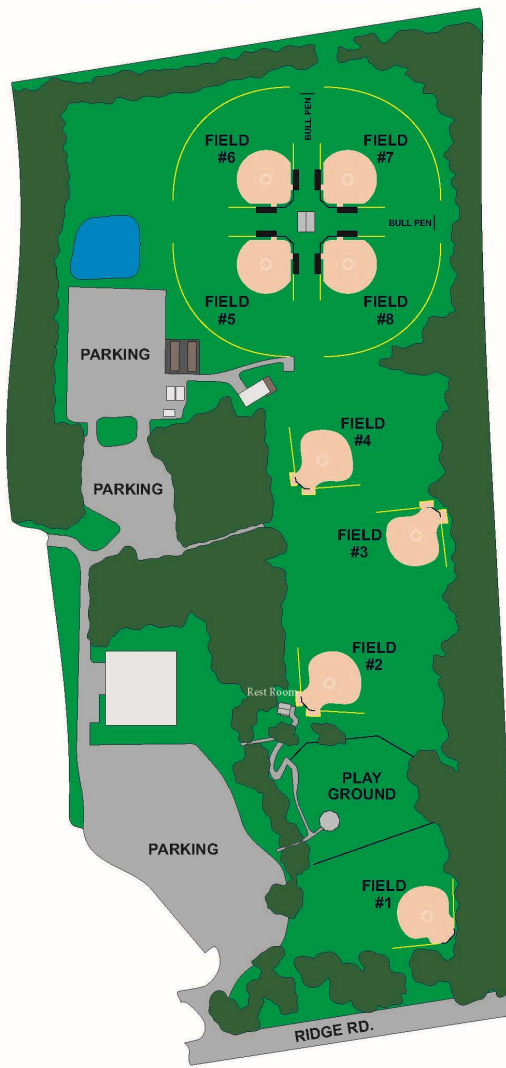 FIELD
#6
BULL PEN
FIELD
#7
BULL PEN
FIELD
#5
FIELD
#8
PARKING
FIELD
#4
PARKING
FIELD
#3
FIELD
#2
Rest Room
PLAY
GROUND
PARKING
FIELD
#1
RIDGE RD.